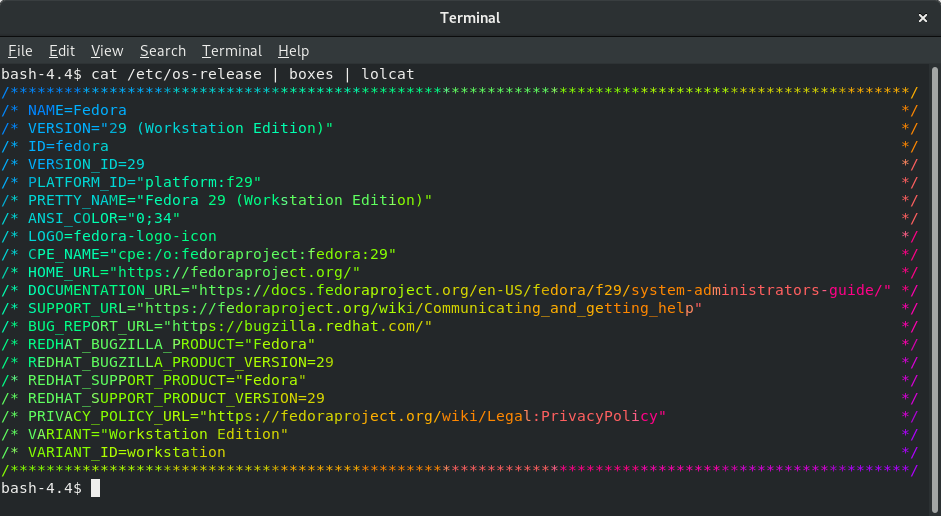 Terminal ×
File Edit View Search Terminal Help
bash-4.4$ cat /etc/os-release | boxes | lolcat
/****************************************************************************************************/
/* NAME=Fedora                                                                                      */
/* VERSION="29 (Workstation Edition)"                                                               */
/* ID=fedora                                                                                        */
/* VERSION_ID=29                                                                                    */
/* PLATFORM_ID="platform:f29"                                                                       */
/* PRETTY_NAME="Fedora 29 (Workstation Edition)"                                                    */
/* ANSI_COLOR="0;34"                                                                                */
/* LOGO=fedora-logo-icon                                                                            */
/* CPE_NAME="cpe:/o:fedoraproject:fedora:29"                                                        */
/* HOME_URL="https://fedoraproject.org/"                                                            */
/* DOCUMENTATION_URL="https://docs.fedoraproject.org/en-US/fedora/f29/system-administrators-guide/" */
/* SUPPORT_URL="https://fedoraproject.org/wiki/Communicating_and_getting_help"                      */
/* BUG_REPORT_URL="https://bugzilla.redhat.com/"                                                    */
/* REDHAT_BUGZILLA_PRODUCT="Fedora"                                                                 */
/* REDHAT_BUGZILLA_PRODUCT_VERSION=29                                                               */
/* REDHAT_SUPPORT_PRODUCT="Fedora"                                                                  */
/* REDHAT_SUPPORT_PRODUCT_VERSION=29                                                                */
/* PRIVACY_POLICY_URL="https://fedoraproject.org/wiki/Legal:PrivacyPolicy"                          */
/* VARIANT="Workstation Edition"                                                                    */
/* VARIANT_ID=workstation                                                                           */
/****************************************************************************************************/
bash-4.4$